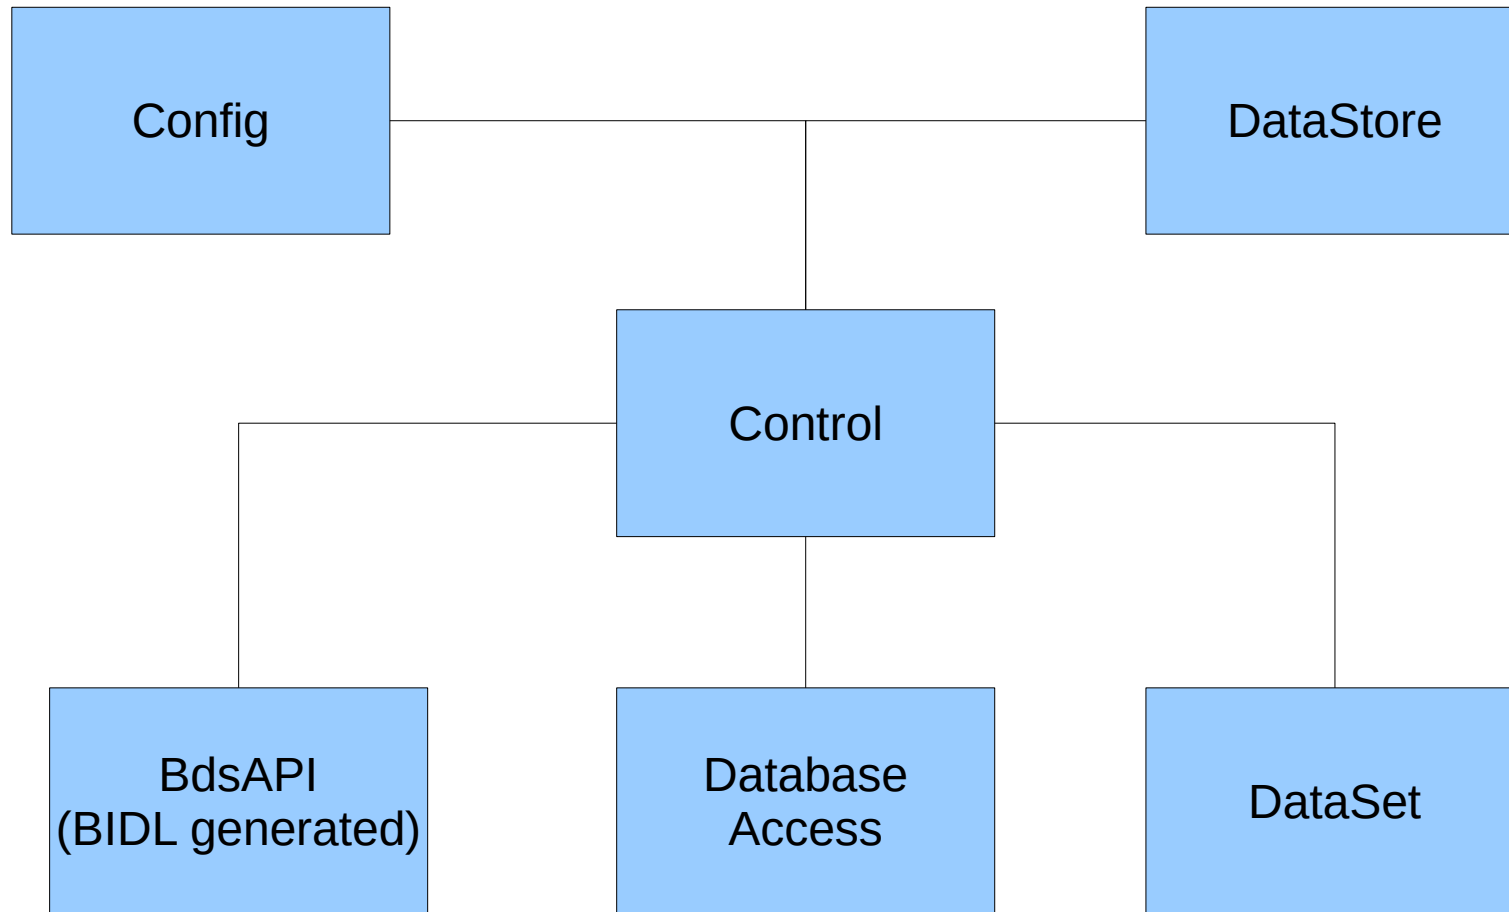 Config
DataStore
Control
BdsAPI
(BIDL generated)
Database
Access
DataSet